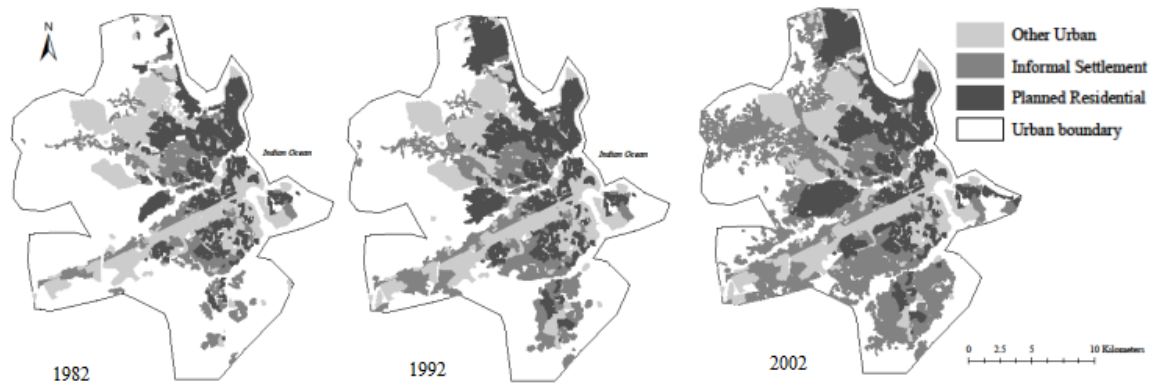 N
Other Urban
Informal Settlement
Planned Residential
Urban boundary
Indian Ocean
Indian Ocean
1982
1992
2002
0 2.5 5 10 Kilometers